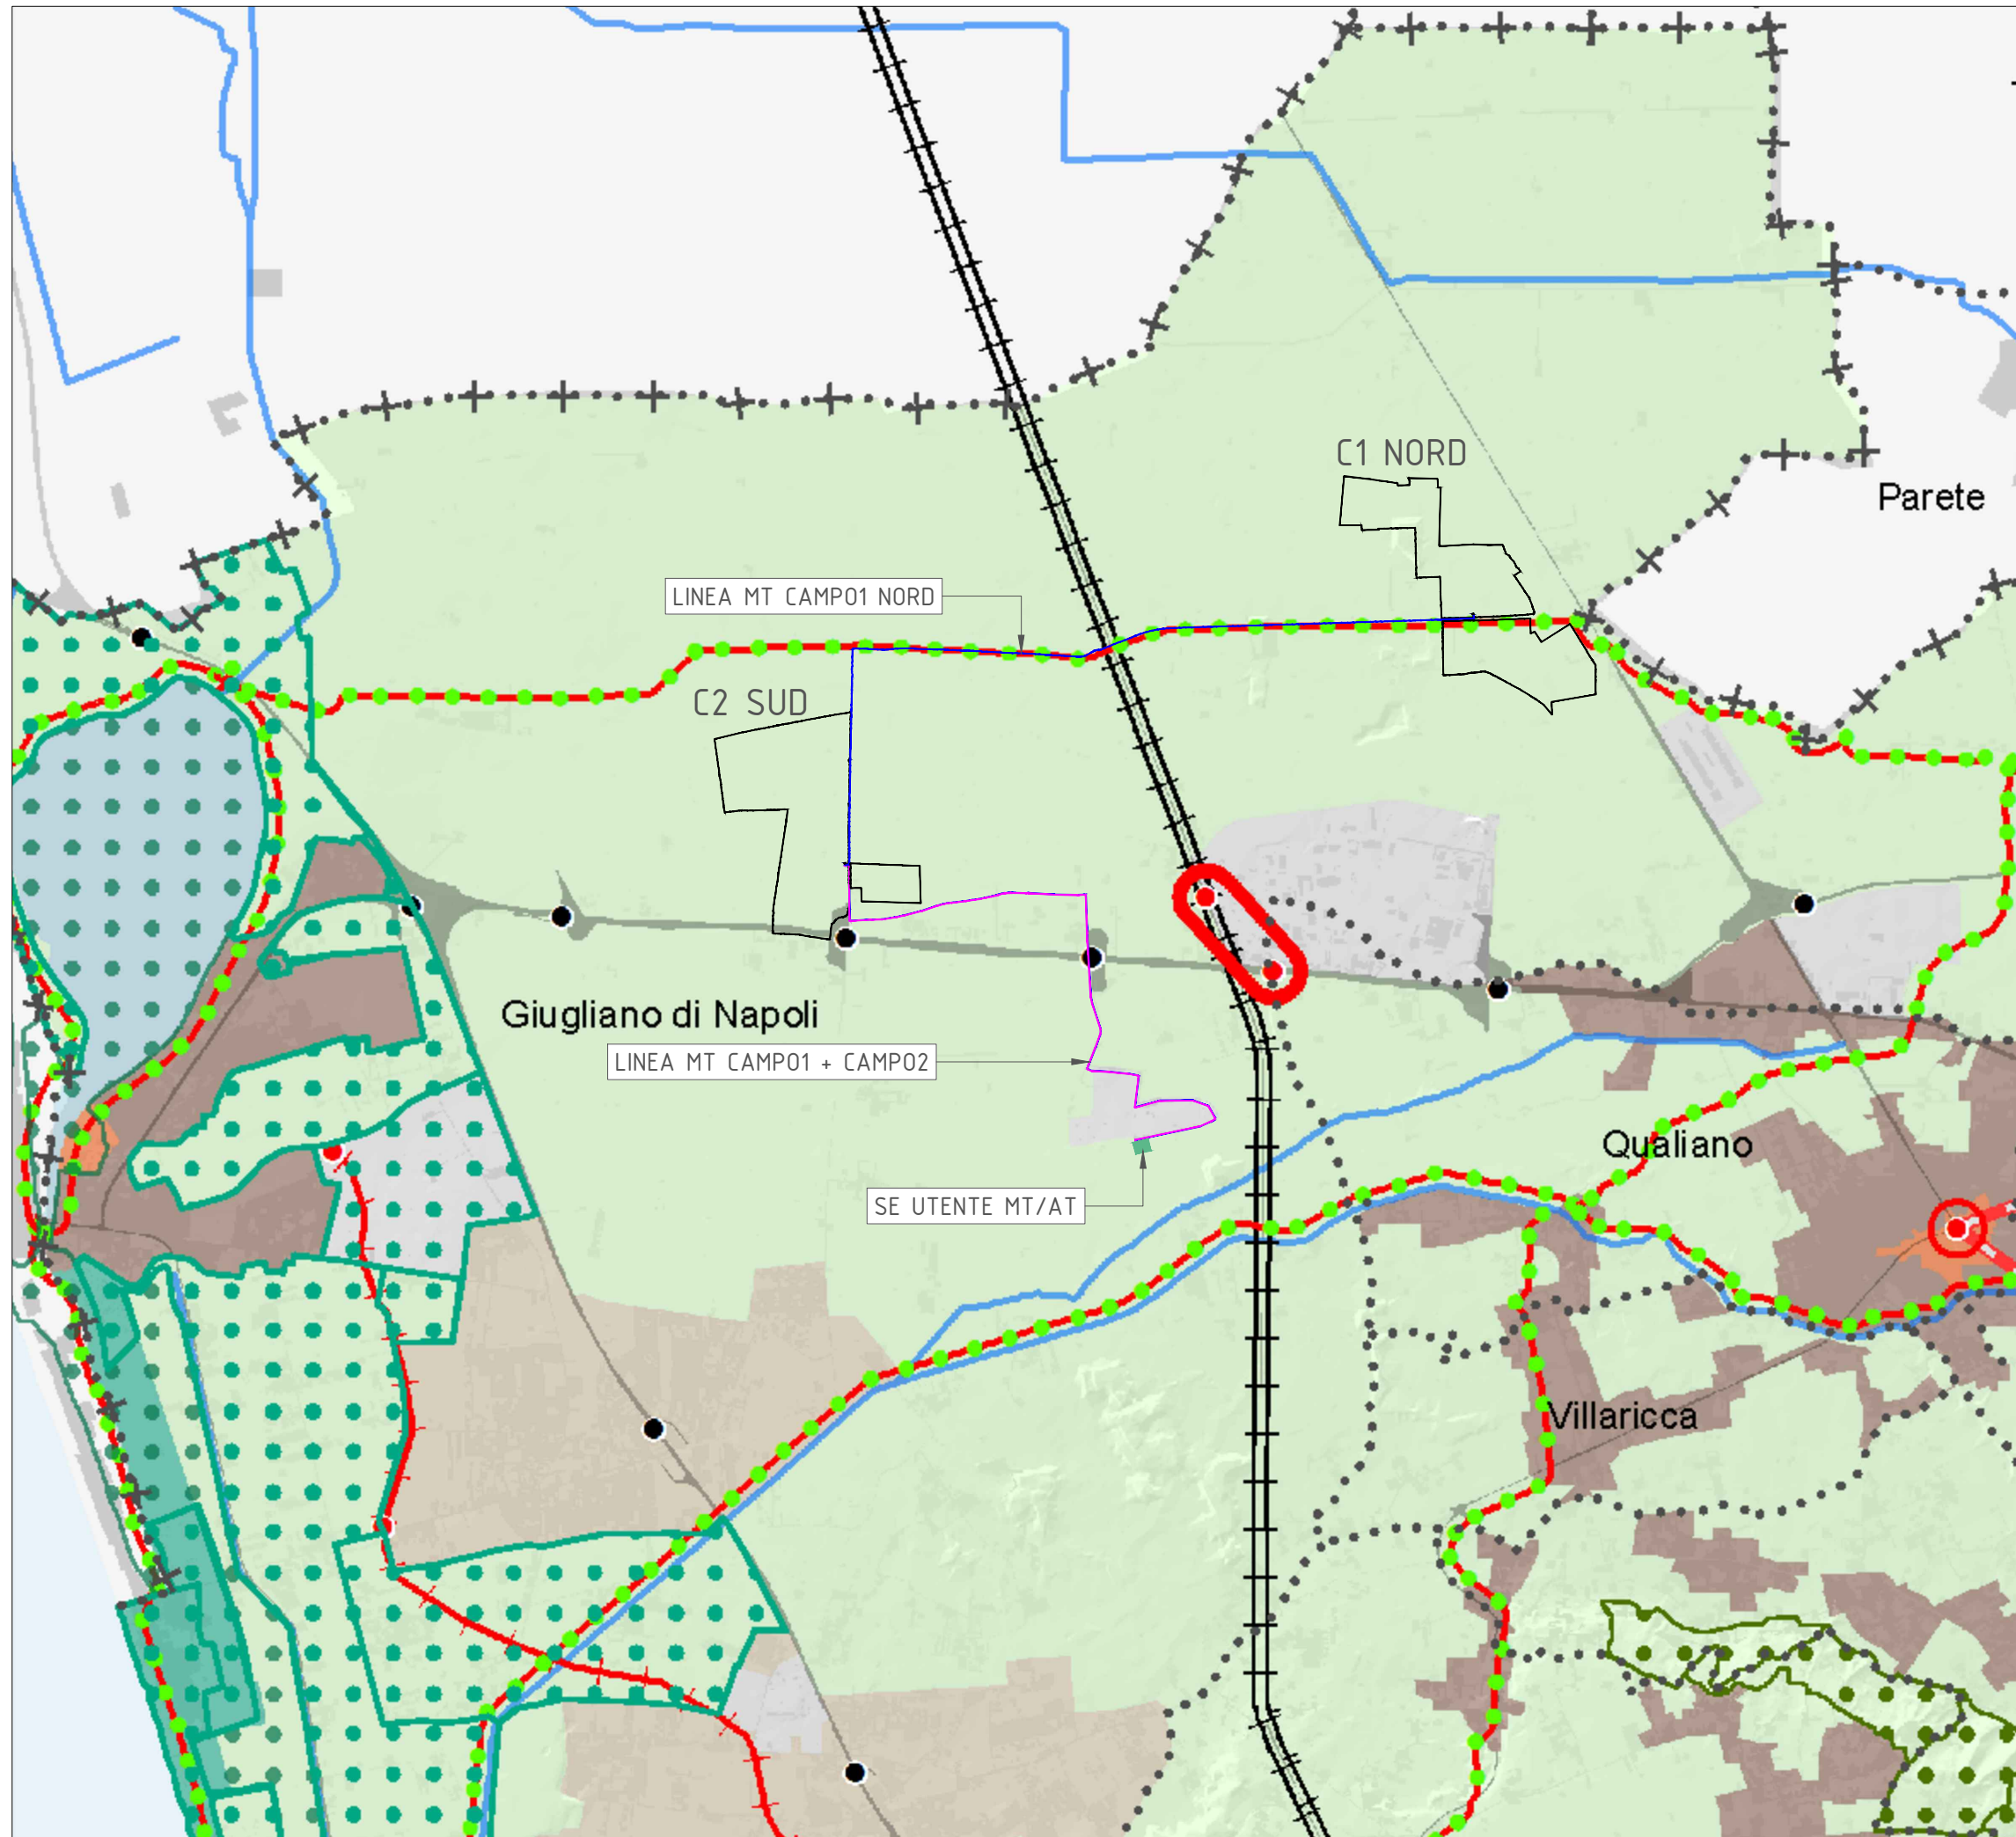 C1 NORD
Parete
LINEA MT CAMPO1 NORD
C2 SUD
Giugliano di Napoli
LINEA MT CAMPO1 + CAMPO2
Qualiano
SE UTENTE MT/AT
Villaricca